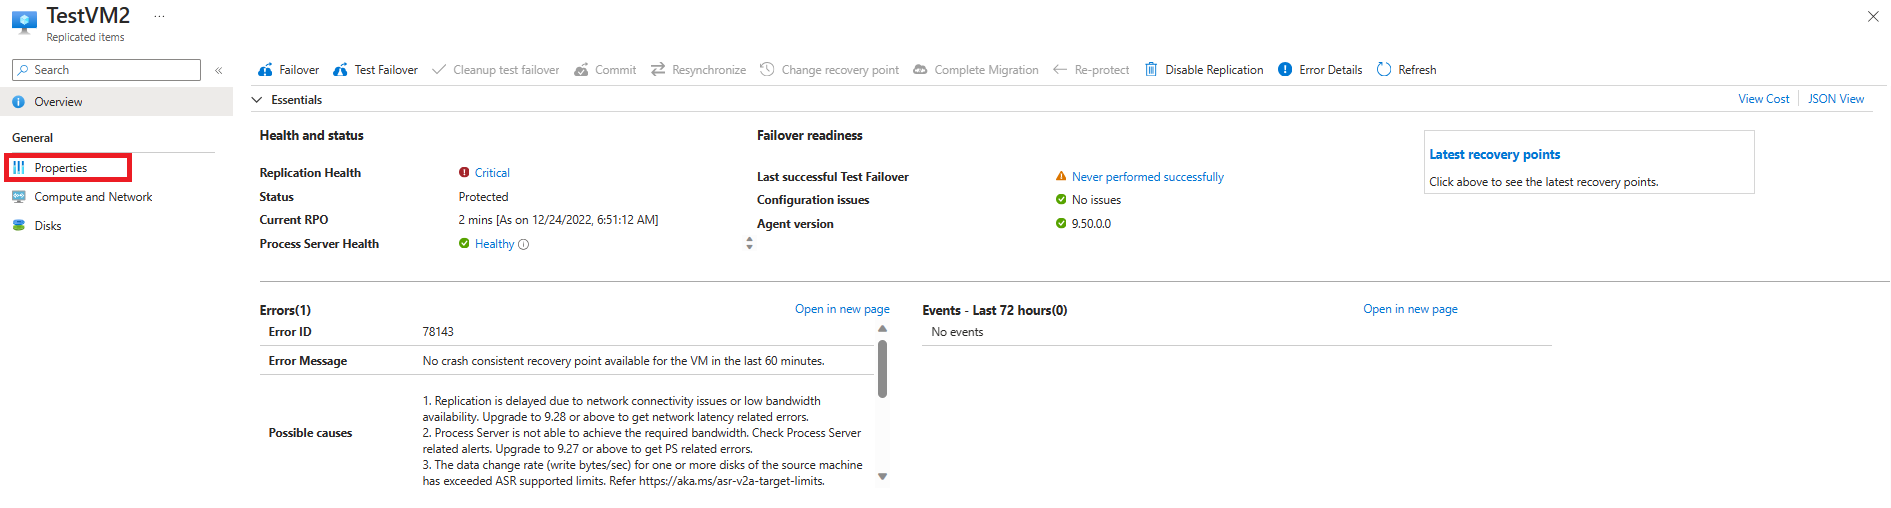 TestVM2 ...
Replicated items
Search
«
Failover
Test Failover
Cleanup test failover
Commit
Resynchronize
Change recovery point
Complete Migration
Re-protect
Disable Replication
Error Details
Refresh
Overview
General
Properties
Compute and Network
Disks
Essentials
View Cost
JSON View
Health and status
Replication Health
Critical
Status
Protected
Current RPO
2 mins [As on 12/24/2022, 6:51:12 AM]
Process Server Health
Healthy
Failover readiness
Last successful Test Failover
Never performed successfully
Configuration issues
No issues
Agent version
9.50.0.0
Latest recovery points
Click above to see the latest recovery points.
Errors(1)
Open in new page
Error ID
78143
Error Message
No crash consistent recovery point available for the VM in the last 60 minutes.
Possible causes
1. Replication is delayed due to network connectivity issues or low bandwidth
availability. Upgrade to 9.28 or above to get network latency related errors.
2. Process Server is not able to achieve the required bandwidth. Check Process Server
related alerts. Upgrade to 9.27 or above to get PS related errors.
3. The data change rate (write bytes/sec) for one or more disks of the source machine
has exceeded ASR supported limits. Refer https://aka.ms/asr-v2a-target-limits.
Events - Last 72 hours(0)
Open in new page
No events